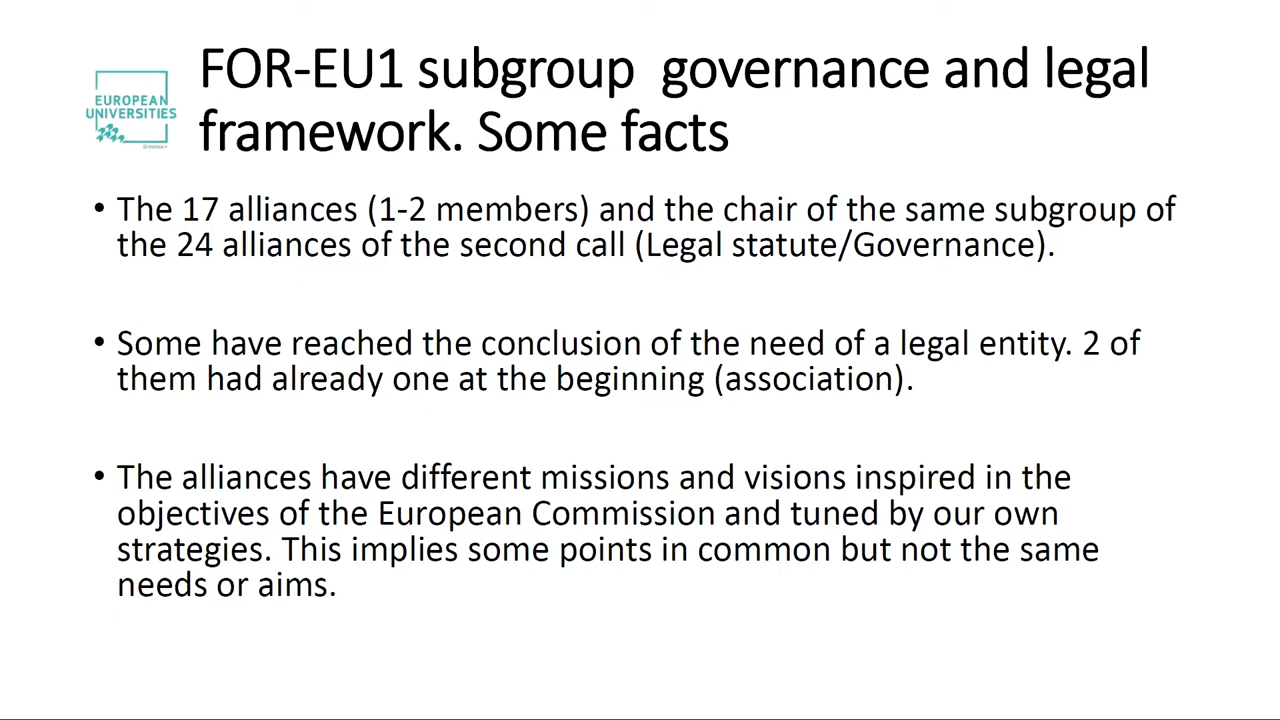 FOR-EU1 subgroup  governance and legal
framework. Some facts
EUROPEAN
UNIVERSITIES
• The 17 alliances (1-2 members) and the chair of the same subgroup of
the 24 alliances of the second call (Legal statute/Governance).
• Some have reached the conclusion of the need of a legal entity. 2 of
them had already one at the beginning (association).
• The alliances have different missions and visions inspired in the
objectives of the European Commission and tuned by our own
strategies. This implies some points in common but not the same
needs or aims.